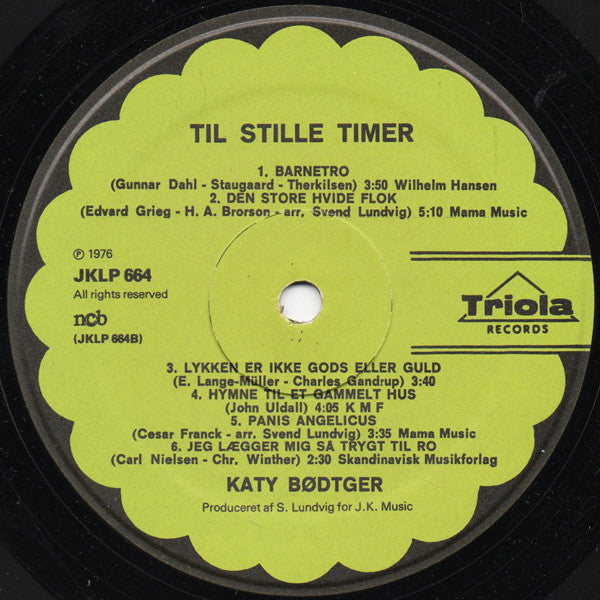 TIL STILLE TIMER
1. BARNETRO
(Gunnar Dahl - Staugaard - Therkilsen) 3:50 Wilhelm Hansen
2. DEN STORE HVIDE FLOK
(Edvard Grieg - H. A. Brorson - arr. Svend Lundvig) 5:10 Mama Music
℗ 1976
JKLP 664
All rights reserved
ncb
(JKLP 664B)
Triola
RECORDS
3. LYKKEN ER IKKE GODS ELLER GULD
(E. Lange-Müller - Charles Gandrup) 3:40
4. HYMNE TIL ET GAMMELT HUS
(John Uldall) 4:05 K M F
5. PANIS ANGELICUS
(Cesar Franck - arr. Svend Lundvig) 3:35 Mama Music
6. JEG LÆGGER MIG SÅ TRYGT TIL RO
(Carl Nielsen - Chr. Winther) 2:30 Skandinavisk Musikforlag
KATY BØDTGER
Produceret af S. Lundvig for J.K. Music